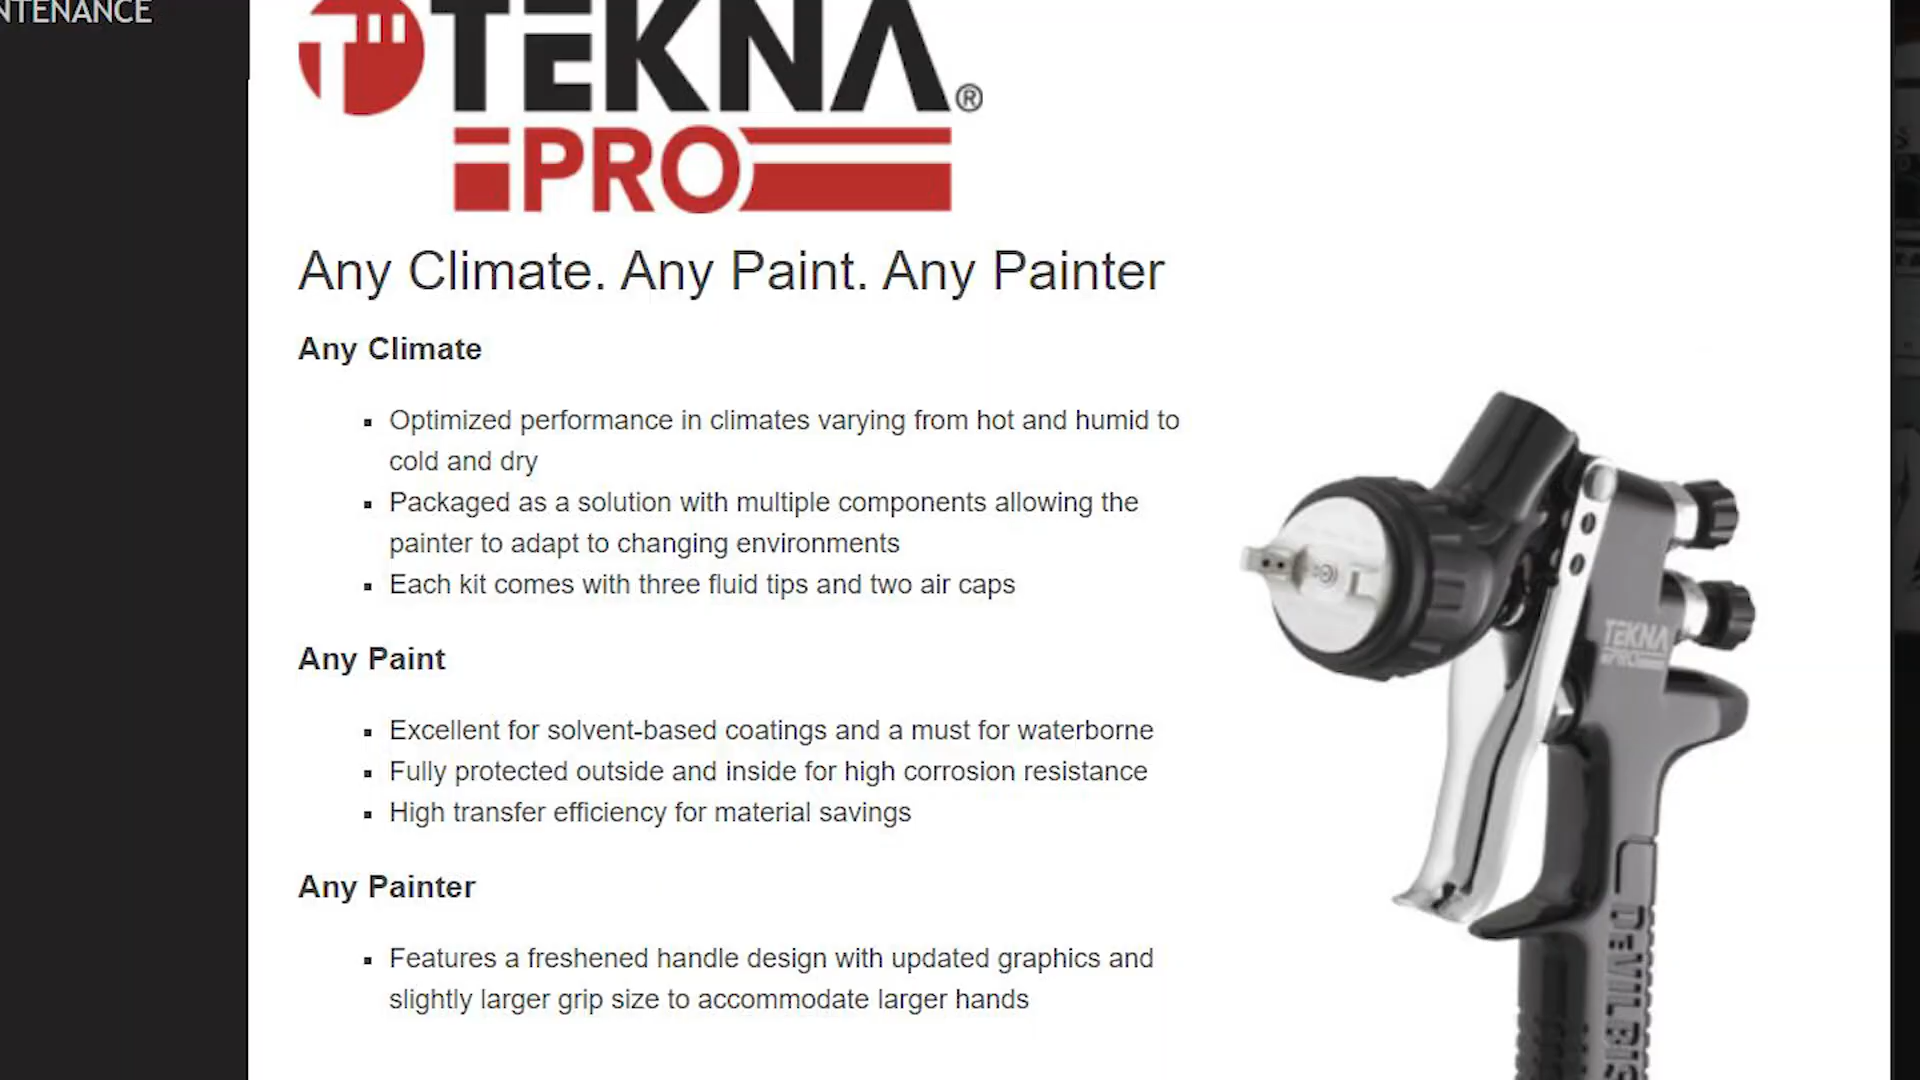 NTENANCE
TEKNA®
PRO
Any Climate. Any Paint. Any Painter
Any Climate
Optimized performance in climates varying from hot and humid to
cold and dry
Packaged as a solution with multiple components allowing the
painter to adapt to changing environments
Each kit comes with three fluid tips and two air caps
Any Paint
Excellent for solvent-based coatings and a must for waterborne
Fully protected outside and inside for high corrosion resistance
High transfer efficiency for material savings
Any Painter
Features a freshened handle design with updated graphics and
slightly larger grip size to accommodate larger hands
TEKNA
PRO
DEVILBIS